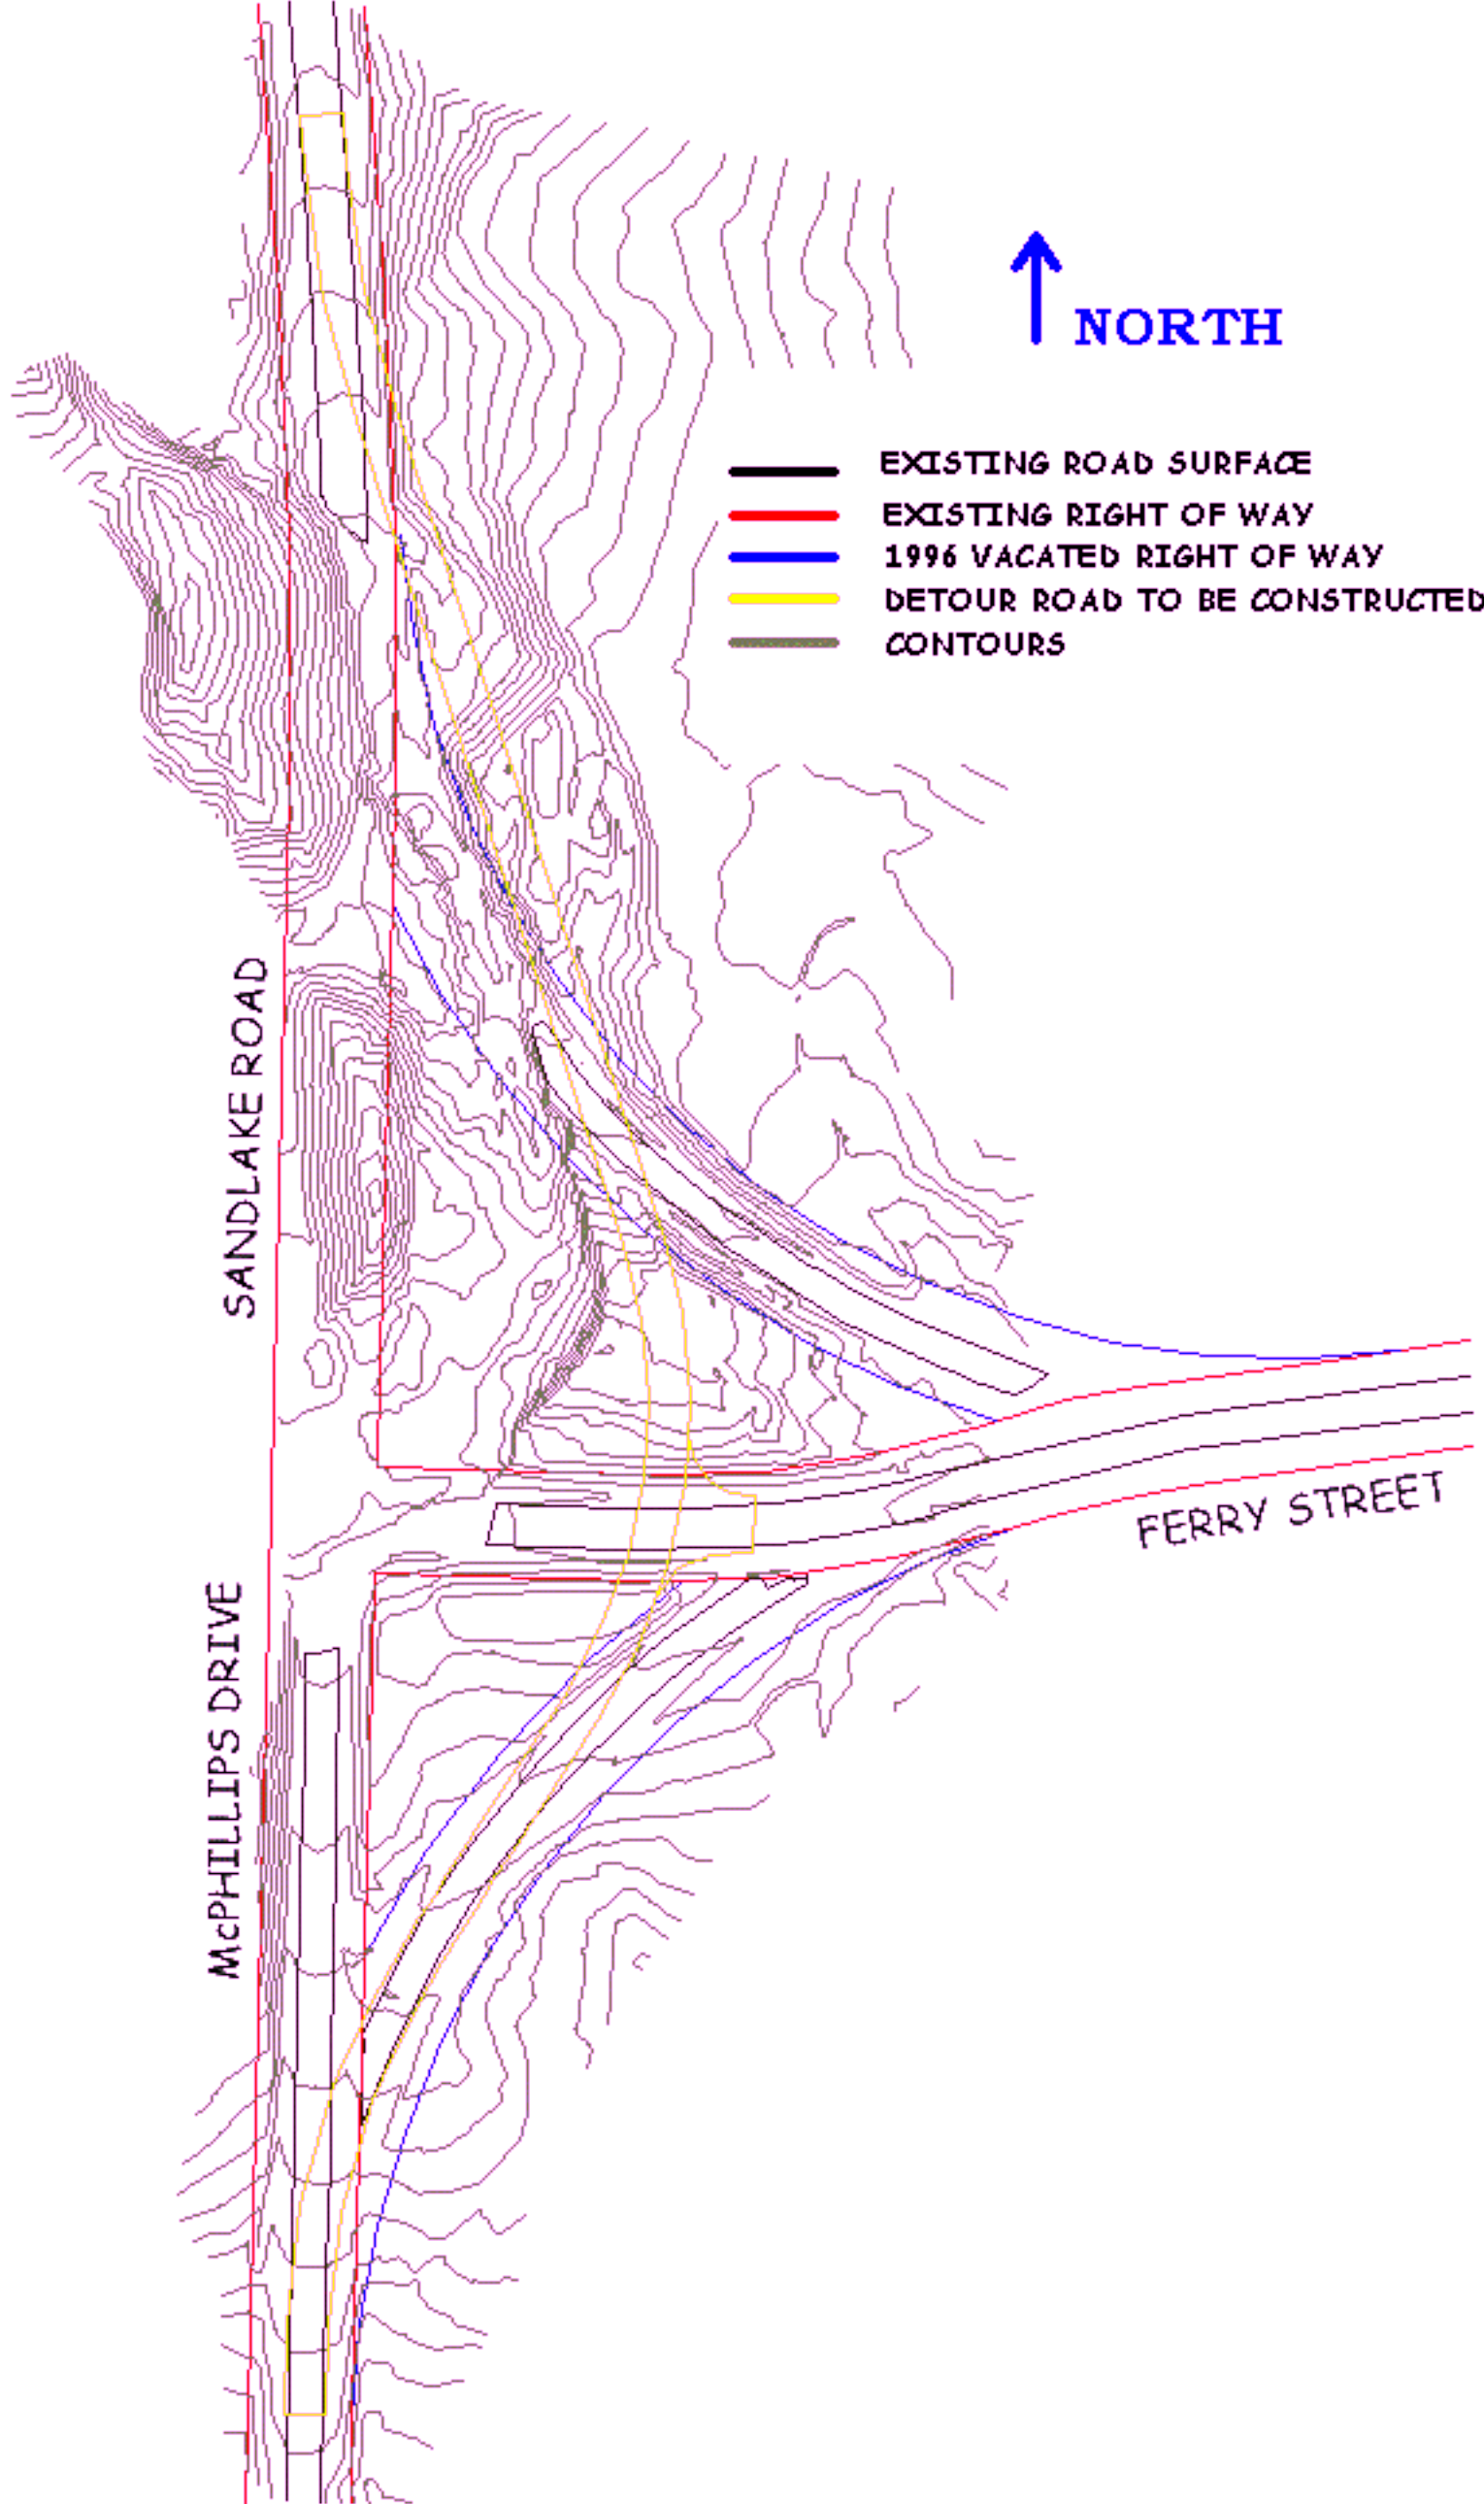 NORTH
EXISTING ROAD SURFACE
EXISTING RIGHT OF WAY
1996 VACATED RIGHT OF WAY
DETOUR ROAD TO BE CONSTRUCTED
CONTOURS
SANDLAKE ROAD
FERRY STREET
McPHILLIPS DRIVE